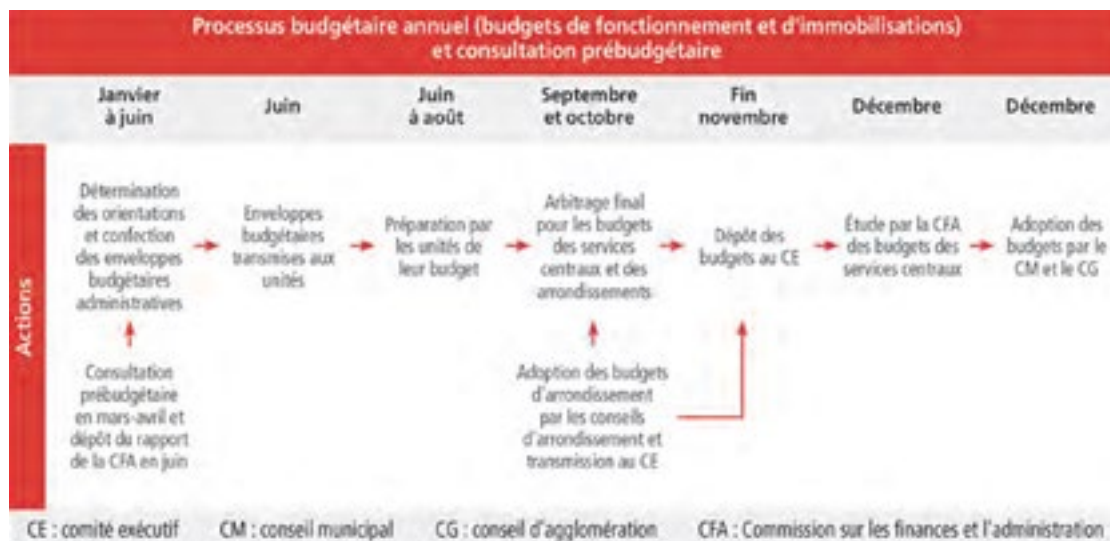 Processus budgétaire annuel (budgets de fonctionnement et d'immobilisations)
et consultation prébudgétaire
Janvier
à juin
Juin
Juin
à août
Septembre
et octobre
Fin
novembre
Décembre
Décembre
Actions
Détermination
des orientations
et confection
des enveloppes
budgétaires
administratives
Enveloppes
budgétaires
transmises aux
unités
Préparation par
les unités de
leur budget
Arbitrage final
pour les budgets
des services
centraux et des
arrondissements
Dépôt des
budgets au CE
Étude par la CFA
des budgets des
services centraux
Adoption des
budgets par le
CM et le CG
Consultation
prébudgétaire
en mars-avril et
dépôt du rapport
de la CFA en juin
Adoption des budgets
d'arrondissement
par les conseils
d'arrondissement et
transmission au CE
CE : comité exécutif CM : conseil municipal CG : conseil d'agglomération CFA : Commission sur les finances et l'administration